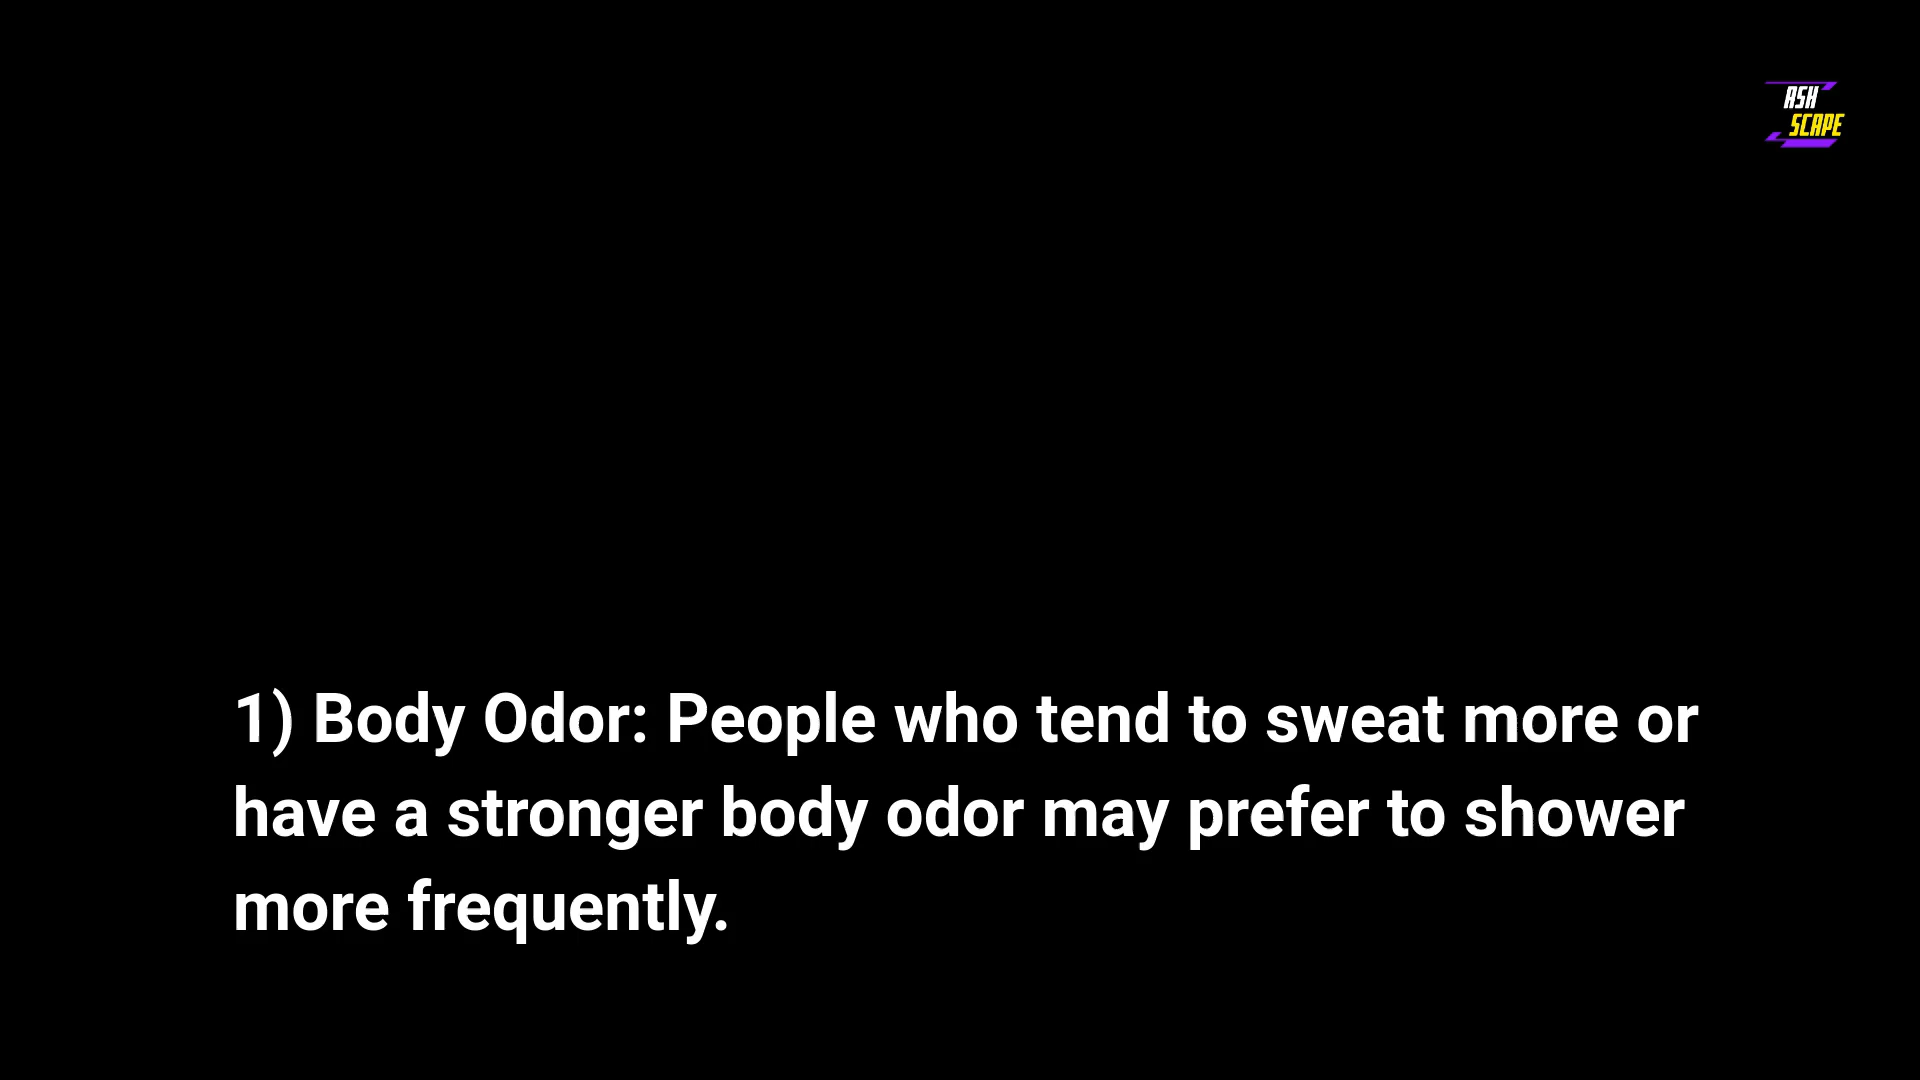 ASH
SCAPE
1) Body Odor: People who tend to sweat more or
have a stronger body odor may prefer to shower
more frequently.